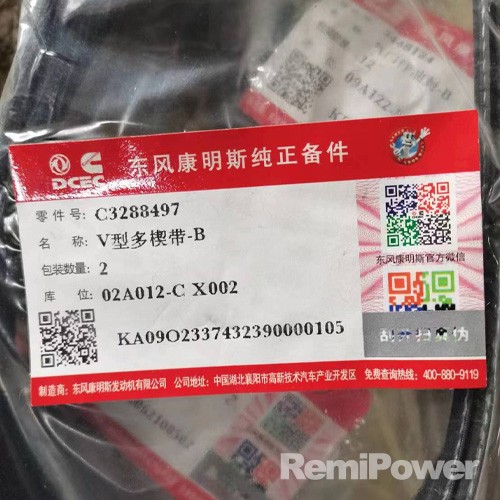 东风康明斯纯正备件
DCEC
零件号: C3288497
名 称: V型多楔带-B
包装数量: 2
库 位: 02A012-C X002
KA09O2337432390000105
东风康明斯官方微信
刮开扫真伪
制造商: 东风康明斯发动机有限公司 公司地址: 中国湖北襄阳市高新技术汽车产业开发区 免费查询热线: 400-880-9119
RemiPower